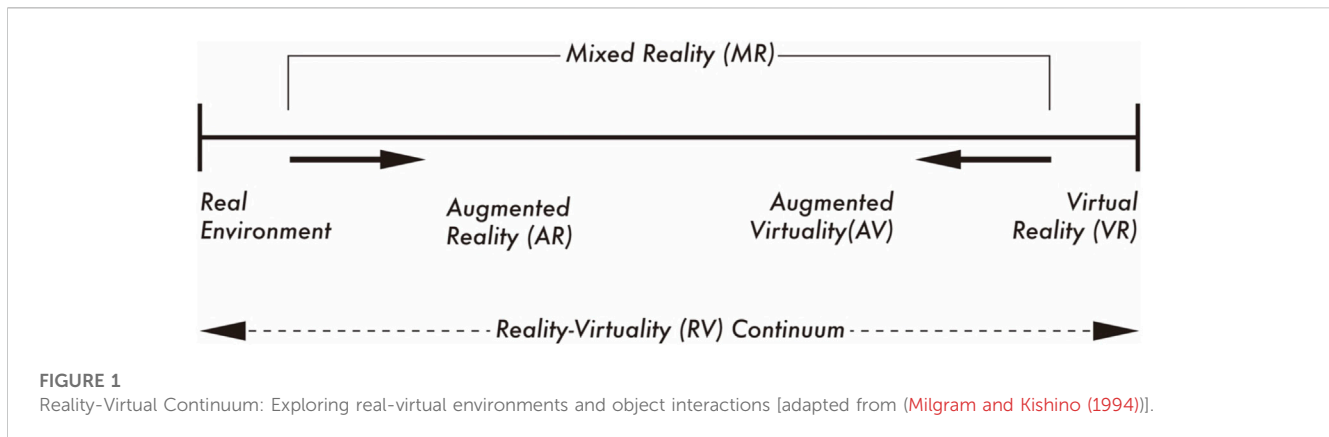 Mixed Reality (MR)
Real
Environment
Augmented
Reality (AR)
Augmented
Virtuality(AV)
Virtual
Reality (VR)
Reality-Virtuality (RV) Continuum
FIGURE 1
Reality-Virtual Continuum: Exploring real-virtual environments and object interactions [adapted from (Milgram and Kishino (1994))].